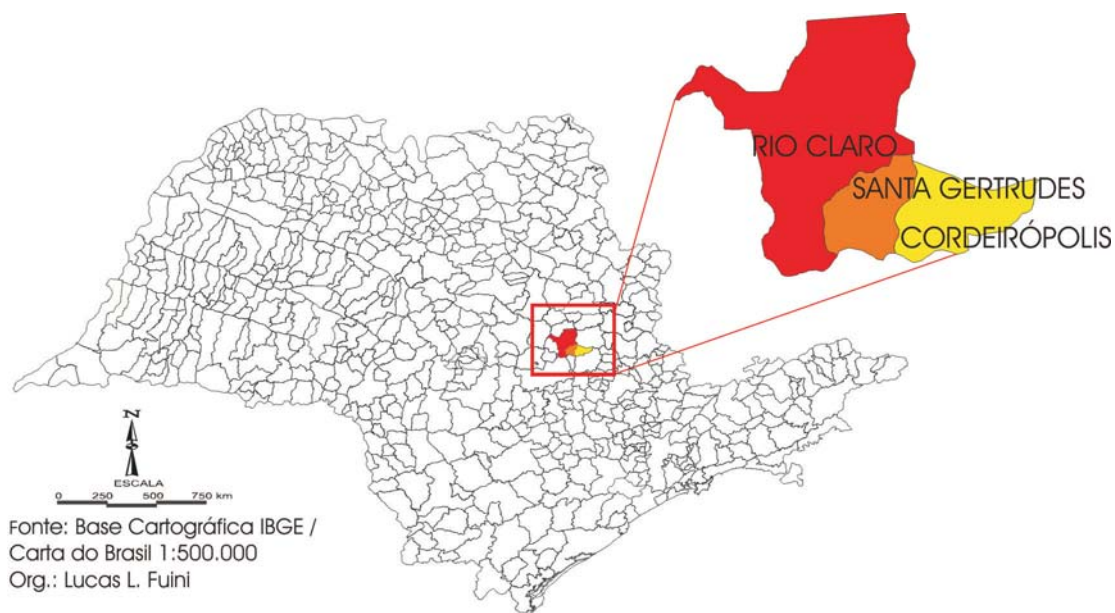 RIO CLARO
SANTA GERTRUDES
CORDEIRÓPOLIS
N
S
ESCALA
0 250 500 750 km
Fonte: Base Cartográfica IBGE /
Carta do Brasil 1:500.000
Org.: Lucas L. Fuini